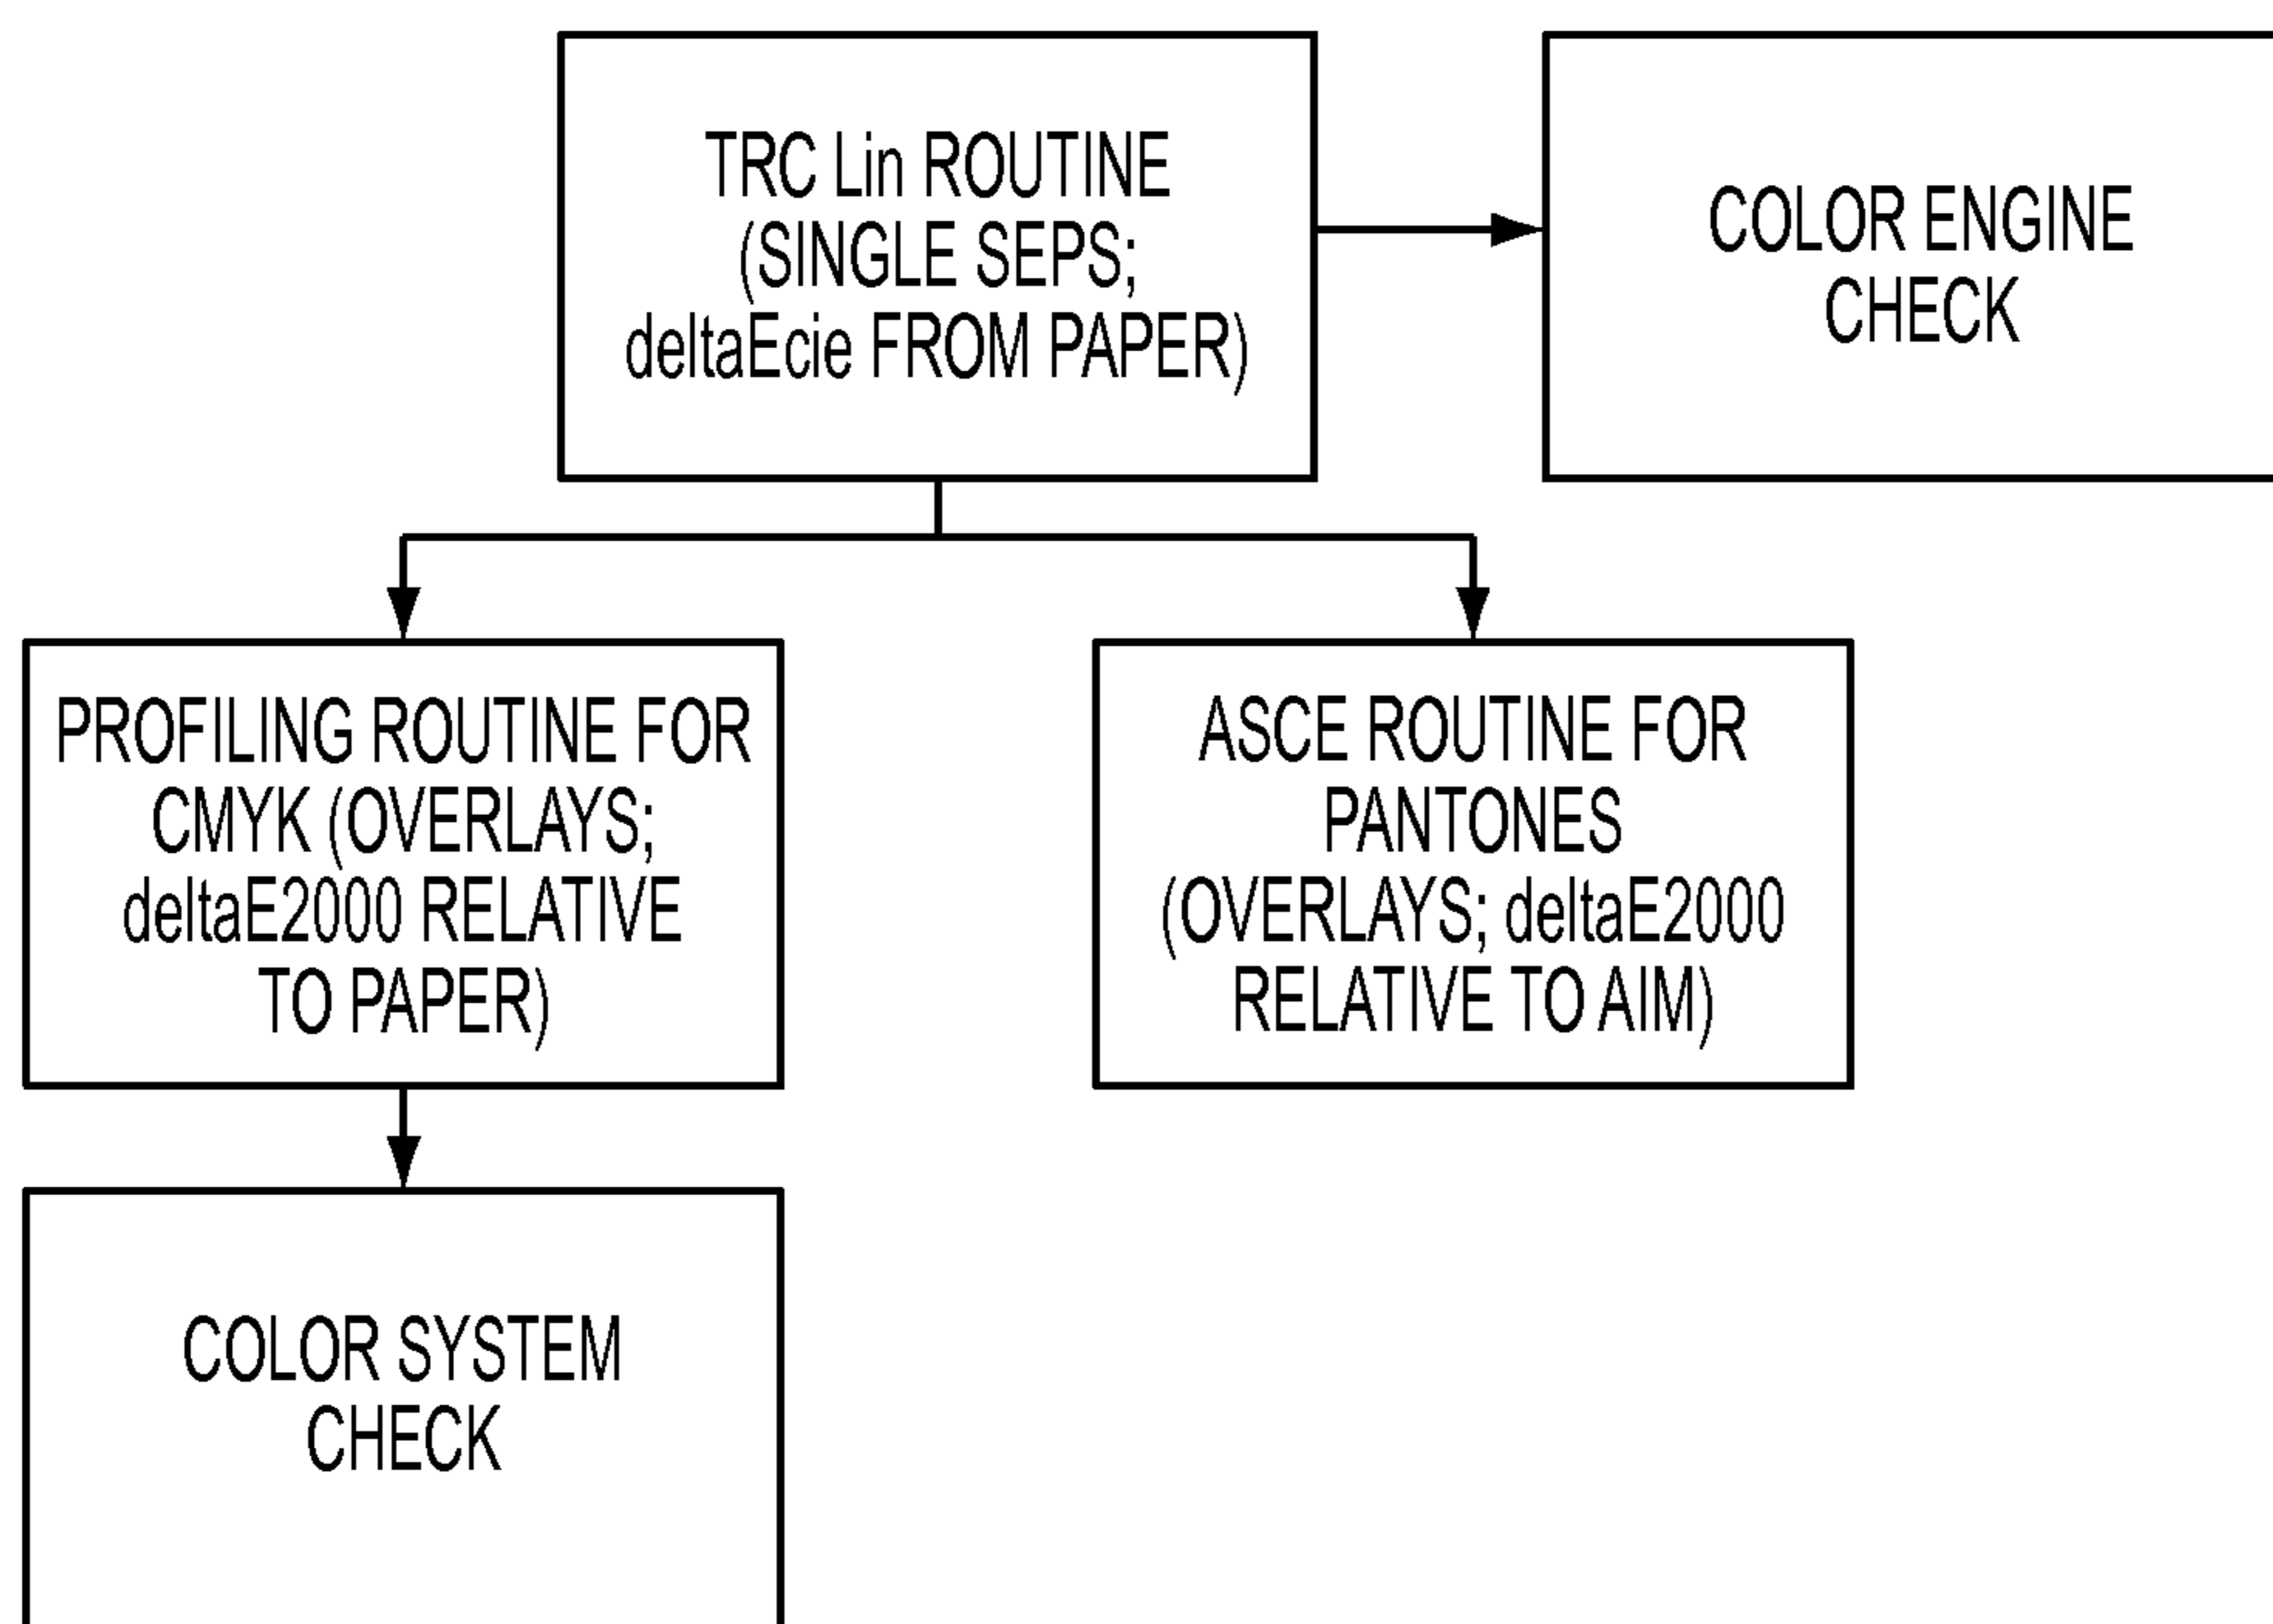 TRC Lin ROUTINE
(SINGLE SEPS;
deltaEcie FROM PAPER)
COLOR ENGINE
CHECK
PROFILING ROUTINE FOR
CMYK (OVERLAYS;
deltaE2000 RELATIVE
TO PAPER)
ASCE ROUTINE FOR
PANTONES
(OVERLAYS; deltaE2000
RELATIVE TO AIM)
COLOR SYSTEM
CHECK